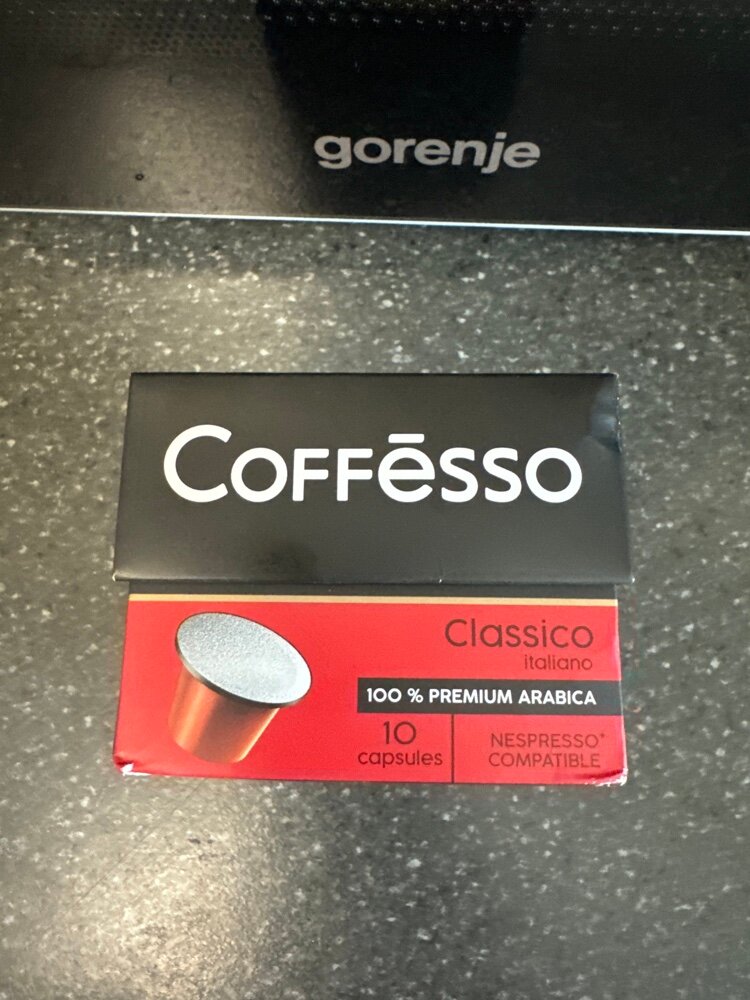 gorenje
COFFĒSSO
Classico
italiano
100 % PREMIUM ARABICA
10
capsules
NESPRESSO*
COMPATIBLE